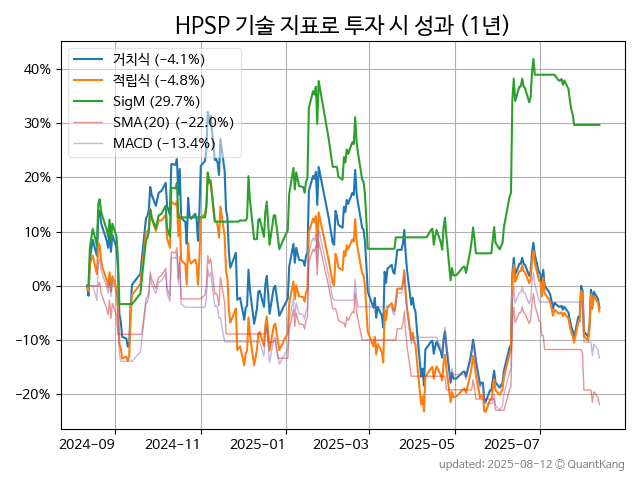 HPSP 기술 지표로 투자 시 성과 (1년)
거치식 (−4.1%)
적립식 (−4.8%)
SigM (29.7%)
SMA(20) (−22.0%)
MACD (−13.4%)
40%
30%
20%
10%
0%
−10%
−20%
2024−09
2024−11
2025−01
2025−03
2025−05
2025−07
updated: 2025−08−12 © QuantKang